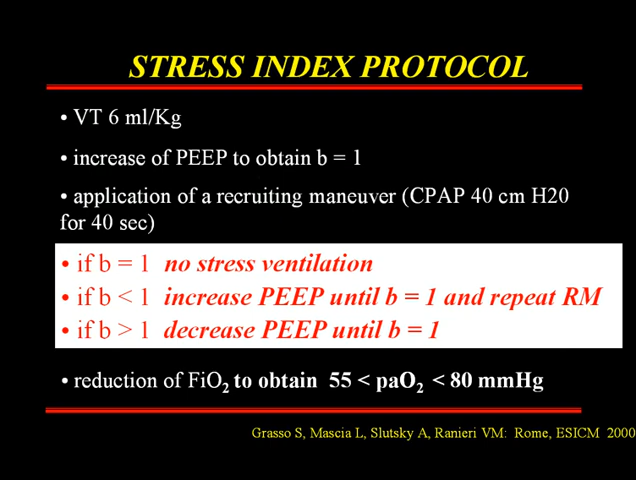 STRESS INDEX PROTOCOL
• VT 6 ml/Kg
• increase of PEEP to obtain b = 1
• application of a recruiting maneuver (CPAP 40 cm H20
for 40 sec)
• if b = 1 no stress ventilation
• if b < 1 increase PEEP until b = 1 and repeat RM
• if b > 1 decrease PEEP until b = 1
• reduction of FiO2 to obtain 55 < paO2 < 80 mmHg
Grasso S, Mascia L, Slutsky A, Ranieri VM: Rome, ESICM 2000